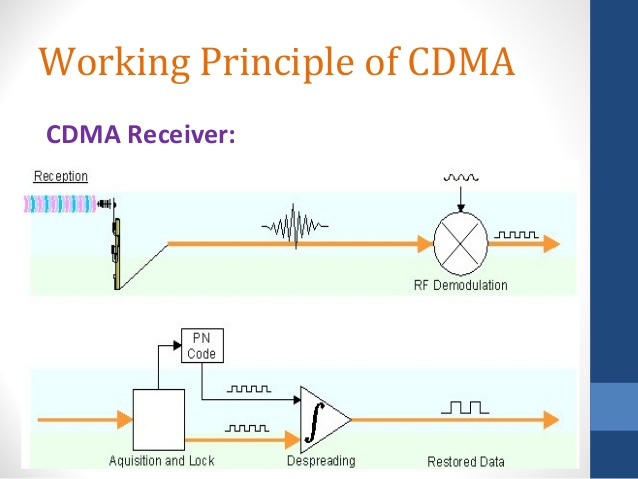 Working Principle of CDMA
CDMA Receiver:
Reception
RF Demodulation
PN
Code
Aquisition and Lock
Despreading
Restored Data